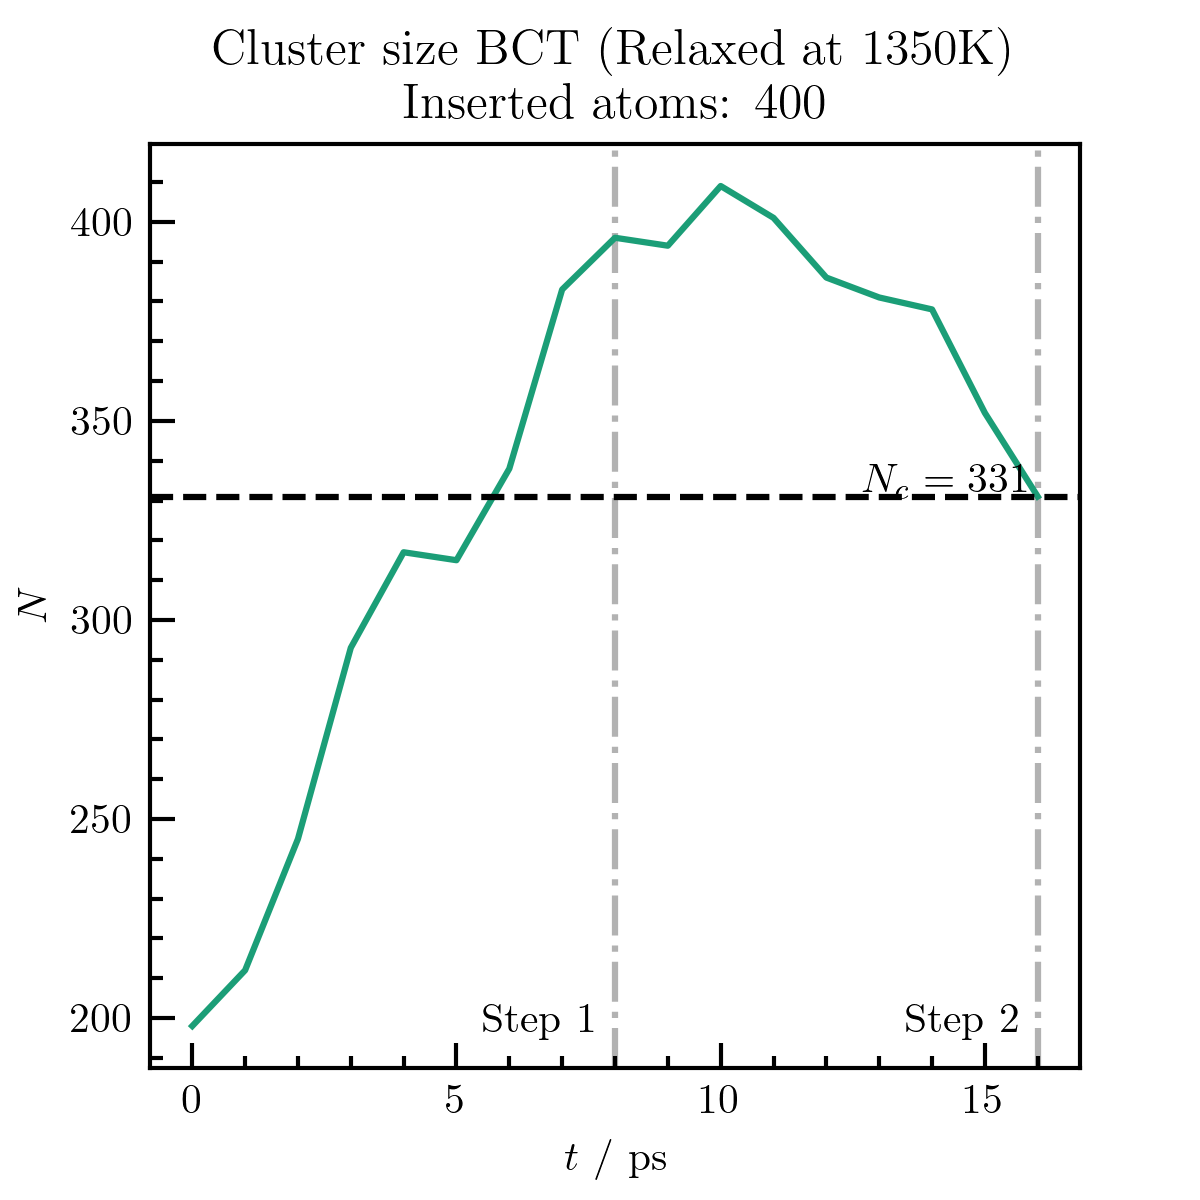 Cluster size BCT (Relaxed at 1350K)
Inserted atoms: 400
400
350
300
250
200
N
N_c = 331
Step 1
Step 2
0 5 10 15
t / ps